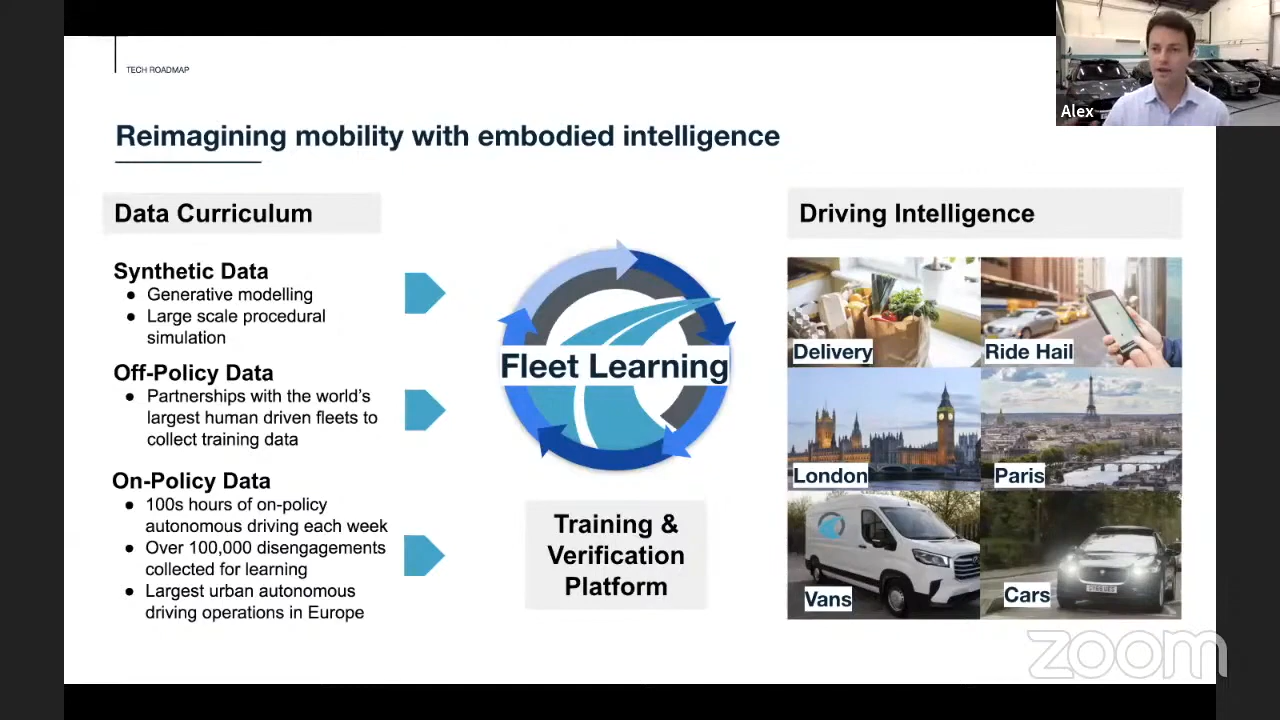 TECH ROADMAP
Alex
Reimagining mobility with embodied intelligence
Data Curriculum
Synthetic Data
● Generative modelling
● Large scale procedural
simulation
Off-Policy Data
● Partnerships with the world's
largest human driven fleets to
collect training data
On-Policy Data
● 100s hours of on-policy
autonomous driving each week
● Over 100,000 disengagements
collected for learning
● Largest urban autonomous
driving operations in Europe
Fleet Learning
Training &
Verification
Platform
Driving Intelligence
Delivery
Ride Hail
London
Paris
Vans
Cars
zoom